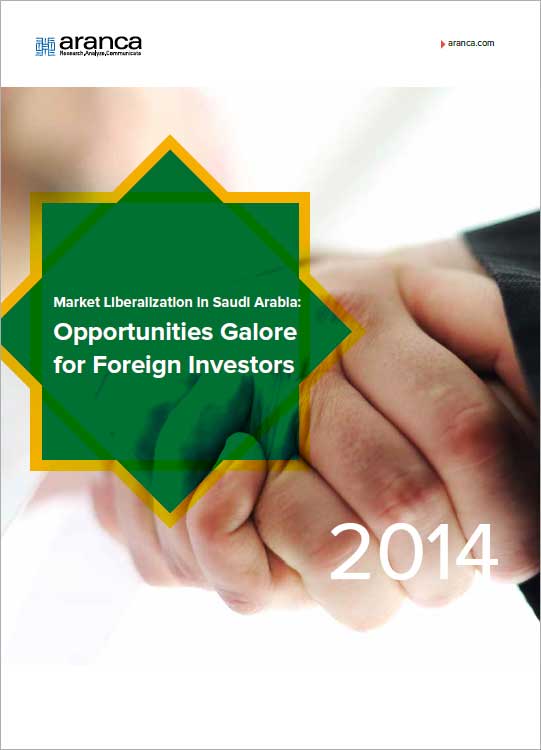 aranca
Research.Analyze.Communicate
aranca.com
Market Liberalization in Saudi Arabia:
Opportunities Galore
for Foreign Investors
2014